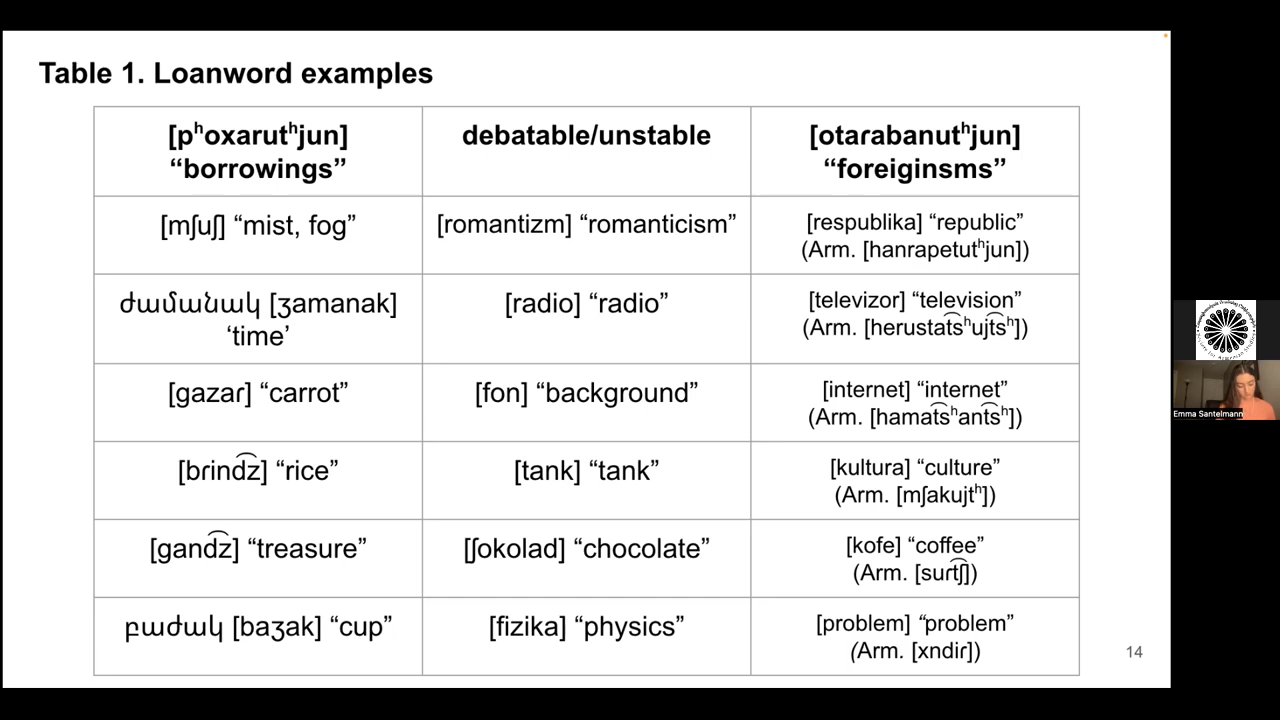 Table 1. Loanword examples
[pʰoxarutʰjun] debatable/unstable [otaɾabanutʰjun]
“borrowings” “foreiginsms”
[mʃuʃ] “mist, fog” [romantizm] “romanticism” [respublika] “republic”
(Arm. [hanrapetutʰjun])
ժամանակ [ʒamanak] [radio] “radio” [televizor] “television”
‘time’ (Arm. [herustat͡sʰujt͡sʰ])
[gazaɾ] “carrot” [fon] “background” [internet] “internet”
(Arm. [hamat͡sʰant͡sʰ])
[bɾind͡z] “rice” [tank] “tank” [kultura] “culture”
(Arm. [mʃakujtʰ])
[gand͡z] “treasure” [ʃokolad] “chocolate” [kofe] “coffee”
(Arm. [suɾt͡ʃ])
բաժակ [baʒak] “cup” [fizika] “physics” [problem] “problem”
(Arm. [xndiɾ])
14
Emma Santelmann